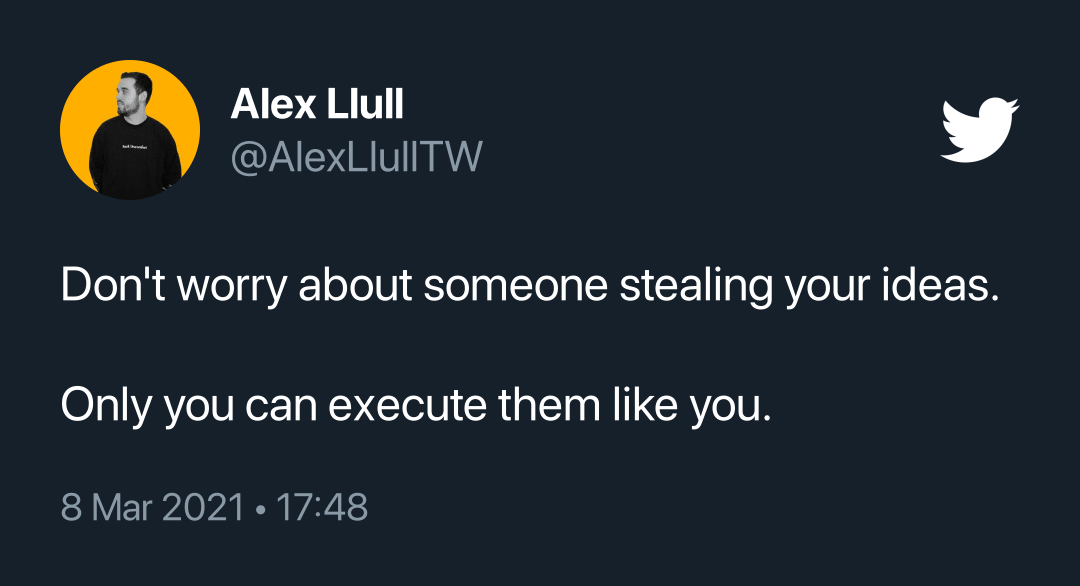 Alex Llull
@AlexLlullTW
Don't worry about someone stealing your ideas.
Only you can execute them like you.
8 Mar 2021 • 17:48